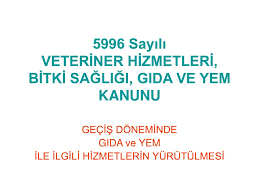 5996 Sayılı
VETERİNER HİZMETLERİ,
BİTKİ SAĞLIĞI, GIDA VE YEM
KANUNU
GEÇİŞ DÖNEMİNDE
GIDA ve YEM
İLE İLGİLİ HİZMETLERİN YÜRÜTÜLMESİ